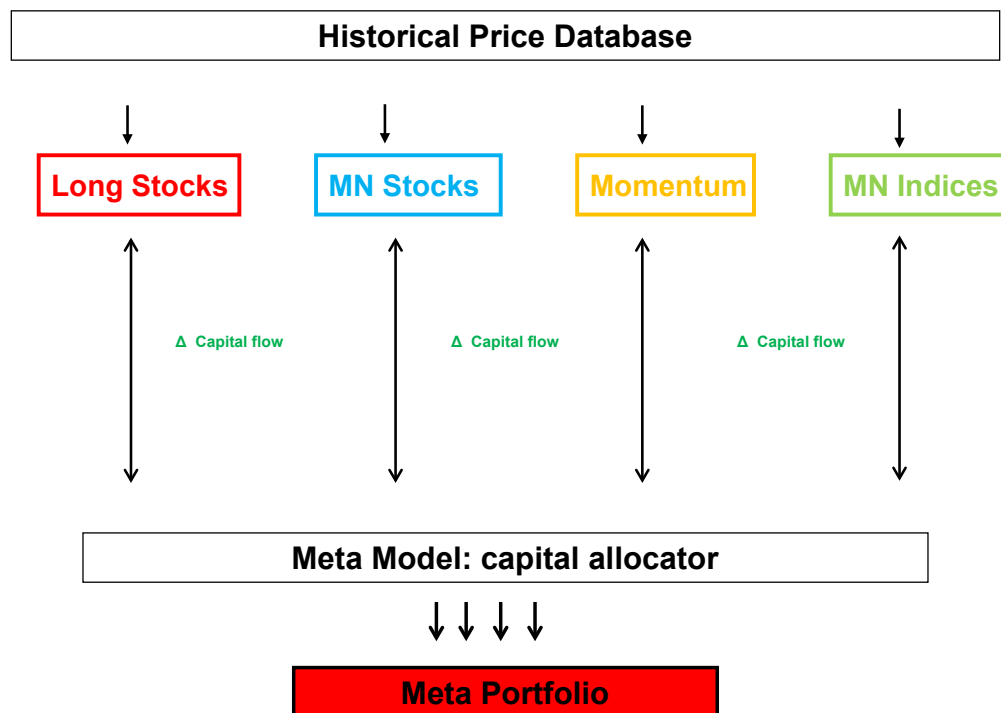 Historical Price Database
Long Stocks
MN Stocks
Momentum
MN Indices
Δ Capital flow
Δ Capital flow
Δ Capital flow
Meta Model: capital allocator
Meta Portfolio